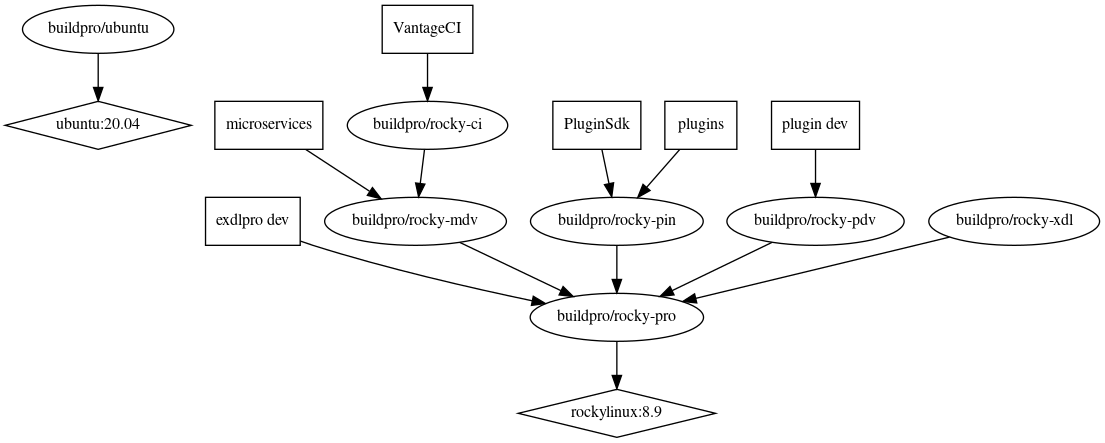 buildpro/ubuntu
VantageCI
ubuntu:20.04
microservices
buildpro/rocky-ci
PluginSdk
plugins
plugin dev
exdlpro dev
buildpro/rocky-mdv
buildpro/rocky-pin
buildpro/rocky-pdv
buildpro/rocky-xdl
buildpro/rocky-pro
rockylinux:8.9